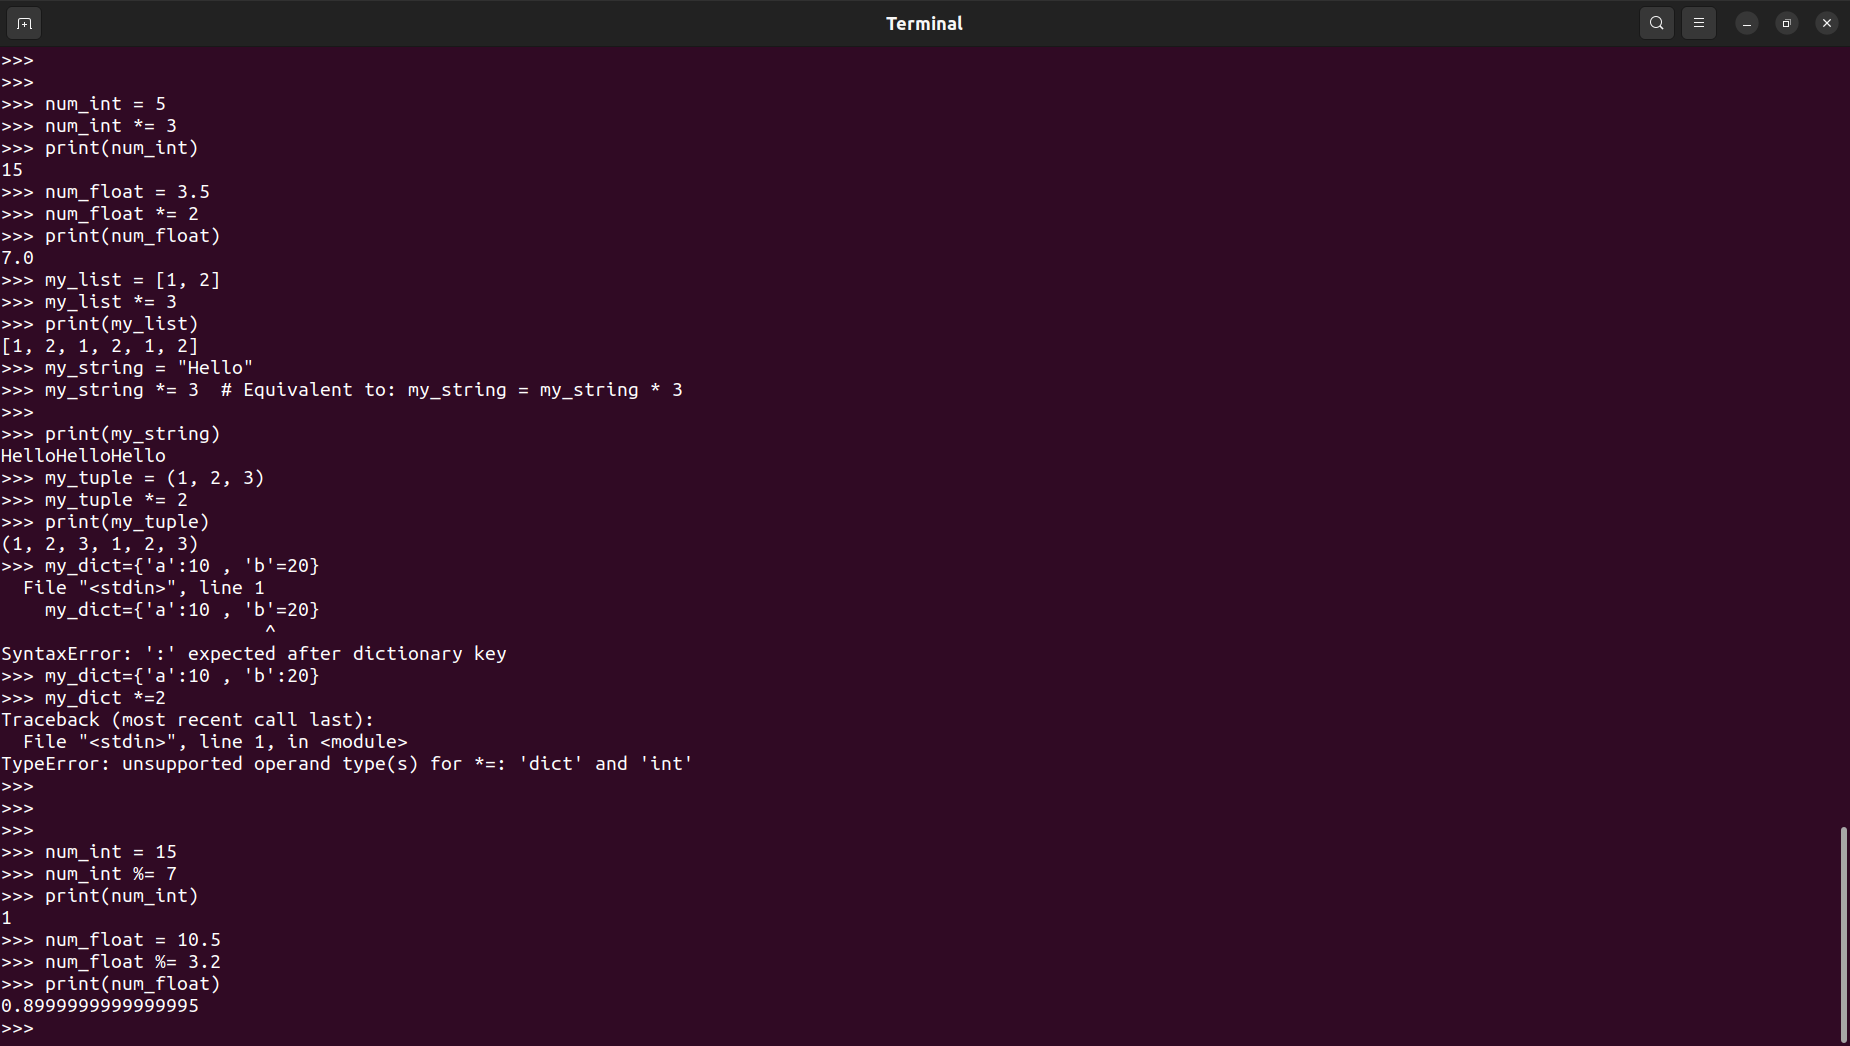 Terminal
>>>
>>>
>>> num_int = 5
>>> num_int *= 3
>>> print(num_int)
15
>>> num_float = 3.5
>>> num_float *= 2
>>> print(num_float)
7.0
>>> my_list = [1, 2]
>>> my_list *= 3
>>> print(my_list)
[1, 2, 1, 2, 1, 2]
>>> my_string = "Hello"
>>> my_string *= 3  # Equivalent to: my_string = my_string * 3
>>>
>>> print(my_string)
HelloHelloHello
>>> my_tuple = (1, 2, 3)
>>> my_tuple *= 2
>>> print(my_tuple)
(1, 2, 3, 1, 2, 3)
>>> my_dict={'a':10 , 'b'=20}
  File "<stdin>", line 1
    my_dict={'a':10 , 'b'=20}
                        ^
SyntaxError: ':' expected after dictionary key
>>> my_dict={'a':10 , 'b':20}
>>> my_dict *=2
Traceback (most recent call last):
  File "<stdin>", line 1, in <module>
TypeError: unsupported operand type(s) for *=: 'dict' and 'int'
>>>
>>>
>>>
>>> num_int = 15
>>> num_int %= 7
>>> print(num_int)
1
>>> num_float = 10.5
>>> num_float %= 3.2
>>> print(num_float)
0.8999999999999995
>>>